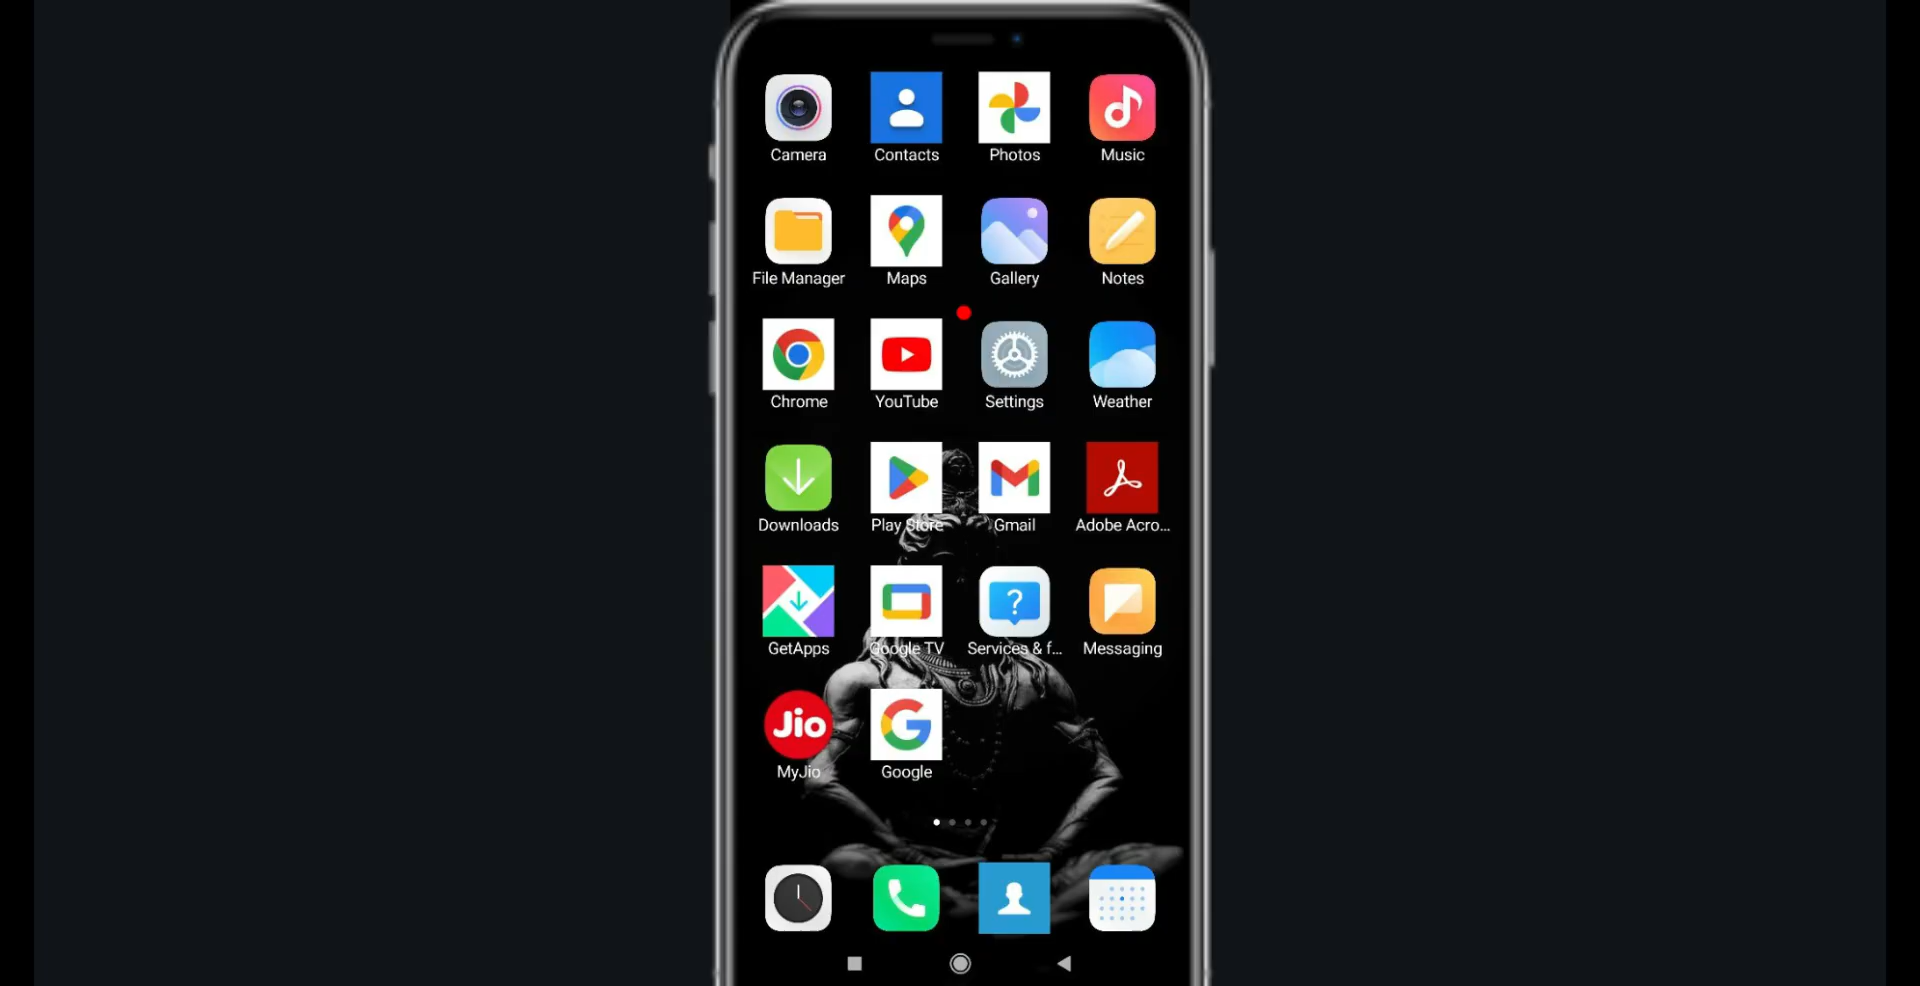 Camera Contacts Photos Music
File Manager Maps Gallery Notes
Chrome YouTube Settings Weather
Downloads Play Store Gmail Adobe Acro...
GetApps Google TV Services & f... Messaging
Jio
MyJio Google